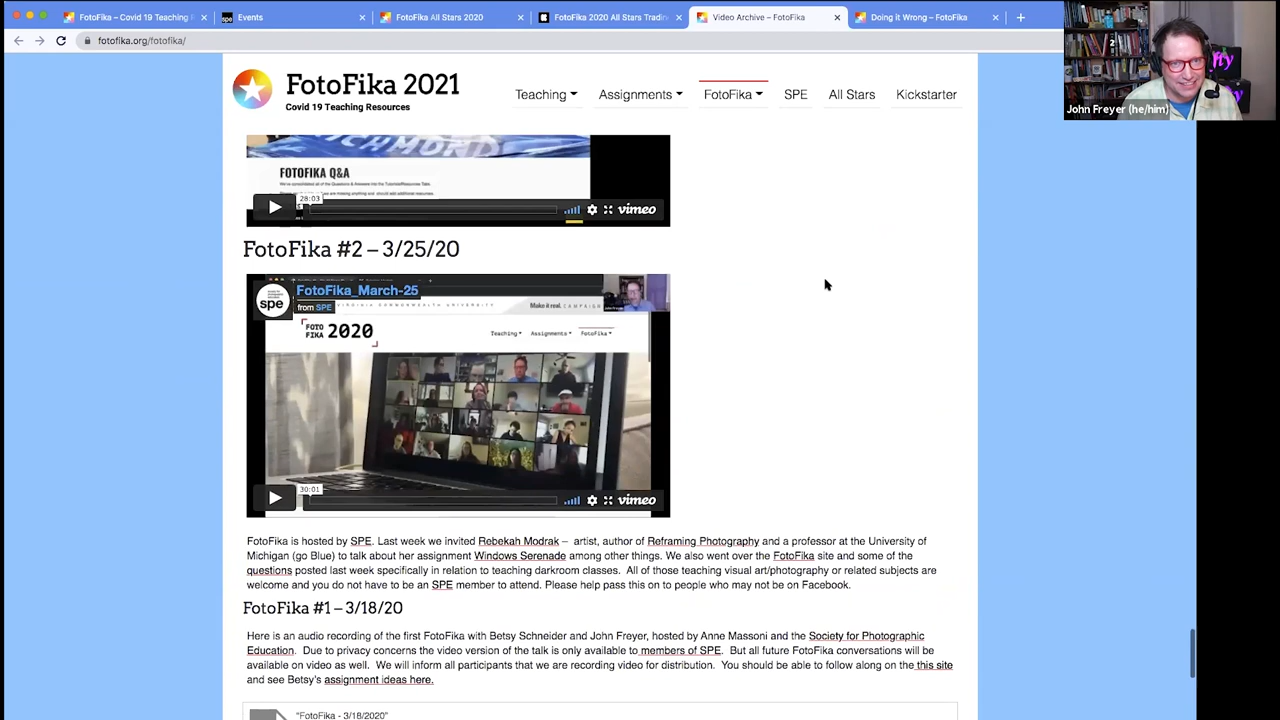 FotoFika – Covid 19 Teaching
Events
FotoFika All Stars 2020
FotoFika 2020 All Stars Tradin
Video Archive – FotoFika
Doing it Wrong – FotoFika
fotofika.org/fotofika/
John Freyer (he/him)
FotoFika 2021
Covid 19 Teaching Resources
Teaching
Assignments
FotoFika
SPE
All Stars
Kickstarter
FOTOFIKA Q&A
28:03
vimeo
FotoFika #2 – 3/25/20
FotoFika_March-25
from SPE
spe
Make it real. CAMPAIGN
FOTO
FIKA 2020
Teaching Assignments FotoFika
30:01
vimeo
FotoFika is hosted by SPE. Last week we invited Rebekah Modrak – artist, author of Reframing Photography and a professor at the University of
Michigan (go Blue) to talk about her assignment Windows Serenade among other things. We also went over the FotoFika site and some of the
questions posted last week specifically in relation to teaching darkroom classes. All of those teaching visual art/photography or related subjects are
welcome and you do not have to be an SPE member to attend. Please help pass this on to people who may not be on Facebook.
FotoFika #1 – 3/18/20
Here is an audio recording of the first FotoFika with Betsy Schneider and John Freyer, hosted by Anne Massoni and the Society for Photographic
Education. Due to privacy concerns the video version of the talk is only available to members of SPE. But all future FotoFika conversations will be
available on video as well. We will inform all participants that we are recording video for distribution. You should be able to follow along on the this site
and see Betsy's assignment ideas here.
"FotoFika - 3/18/2020"